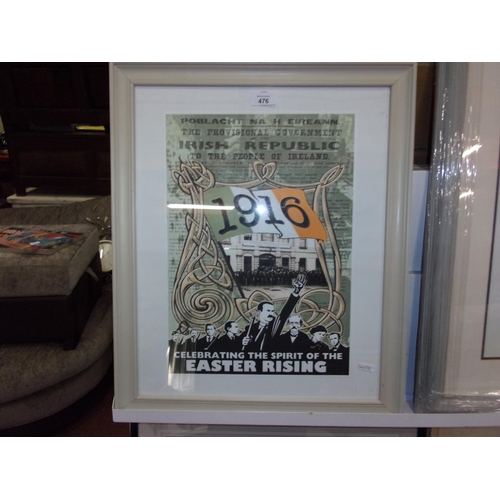 476
POBLACHT NA H EIREANN
THE PROVISIONAL GOVERNMENT
IRISH REPUBLIC
TO THE PEOPLE OF IRELAND
1916
CELEBRATING THE SPIRIT OF THE
EASTER RISING